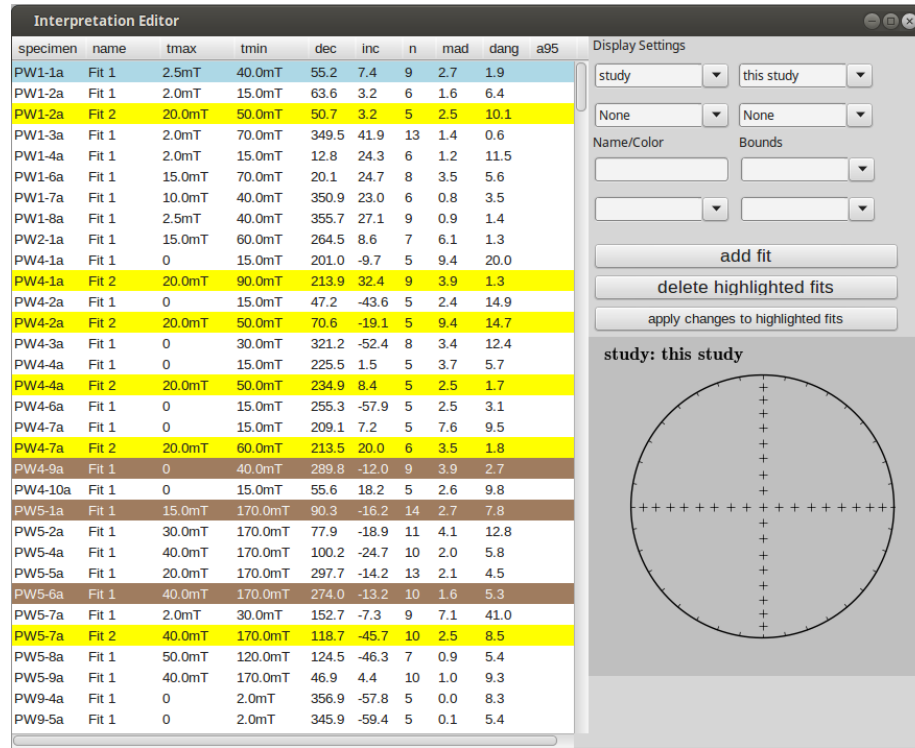 Interpretation Editor
specimen name tmax tmin dec inc n mad dang a95
PW1-1a Fit 1 2.5mT 40.0mT 55.2 7.4 9 2.7 1.9
PW1-2a Fit 1 2.0mT 15.0mT 63.6 3.2 6 1.6 6.4
PW1-2a Fit 2 20.0mT 50.0mT 50.7 3.2 5 2.5 10.1
PW1-3a Fit 1 2.0mT 70.0mT 349.5 41.9 13 1.4 0.6
PW1-4a Fit 1 2.0mT 15.0mT 12.8 24.3 6 1.2 11.5
PW1-6a Fit 1 15.0mT 70.0mT 20.1 24.7 8 3.5 5.6
PW1-7a Fit 1 10.0mT 40.0mT 350.9 23.0 6 0.8 3.5
PW1-8a Fit 1 2.5mT 40.0mT 355.7 27.1 9 0.9 1.4
PW2-1a Fit 1 15.0mT 60.0mT 264.5 8.6 7 6.1 1.3
PW4-1a Fit 1 0 15.0mT 201.0 -9.7 5 9.4 20.0
PW4-1a Fit 2 20.0mT 90.0mT 213.9 32.4 9 3.9 1.3
PW4-2a Fit 1 0 15.0mT 47.2 -43.6 5 2.4 14.9
PW4-2a Fit 2 20.0mT 50.0mT 70.6 -19.1 5 9.4 14.7
PW4-3a Fit 1 0 30.0mT 321.2 -52.4 8 3.4 12.4
PW4-4a Fit 1 0 15.0mT 225.5 1.5 5 3.7 5.7
PW4-4a Fit 2 20.0mT 50.0mT 234.9 8.4 5 2.5 1.7
PW4-6a Fit 1 0 15.0mT 255.3 -57.9 5 2.5 3.1
PW4-7a Fit 1 0 15.0mT 209.1 7.2 5 7.6 9.5
PW4-7a Fit 2 20.0mT 60.0mT 213.5 20.0 6 3.5 1.8
PW4-9a Fit 1 0 40.0mT 289.8 -12.0 9 3.9 2.7
PW4-10a Fit 1 0 15.0mT 55.6 18.2 5 2.6 9.8
PW5-1a Fit 1 15.0mT 170.0mT 90.3 -16.2 14 2.7 7.8
PW5-2a Fit 1 30.0mT 170.0mT 77.9 -18.9 11 4.1 12.8
PW5-4a Fit 1 40.0mT 170.0mT 100.2 -24.7 10 2.0 5.8
PW5-5a Fit 1 20.0mT 170.0mT 297.7 -14.2 13 2.1 4.5
PW5-6a Fit 1 40.0mT 170.0mT 274.0 -13.2 10 1.6 5.3
PW5-7a Fit 1 2.0mT 30.0mT 152.7 -7.3 9 7.1 41.0
PW5-7a Fit 2 40.0mT 170.0mT 118.7 -45.7 10 2.5 8.5
PW5-8a Fit 1 50.0mT 120.0mT 124.5 -46.3 7 0.9 5.4
PW5-9a Fit 1 40.0mT 170.0mT 46.9 4.4 10 1.0 9.3
PW9-4a Fit 1 0 2.0mT 356.9 -57.8 5 0.0 8.3
PW9-5a Fit 1 0 2.0mT 345.9 -59.4 5 0.1 5.4
Display Settings
study this study
None None
Name/Color Bounds
add fit
delete highlighted fits
apply changes to highlighted fits
study: this study